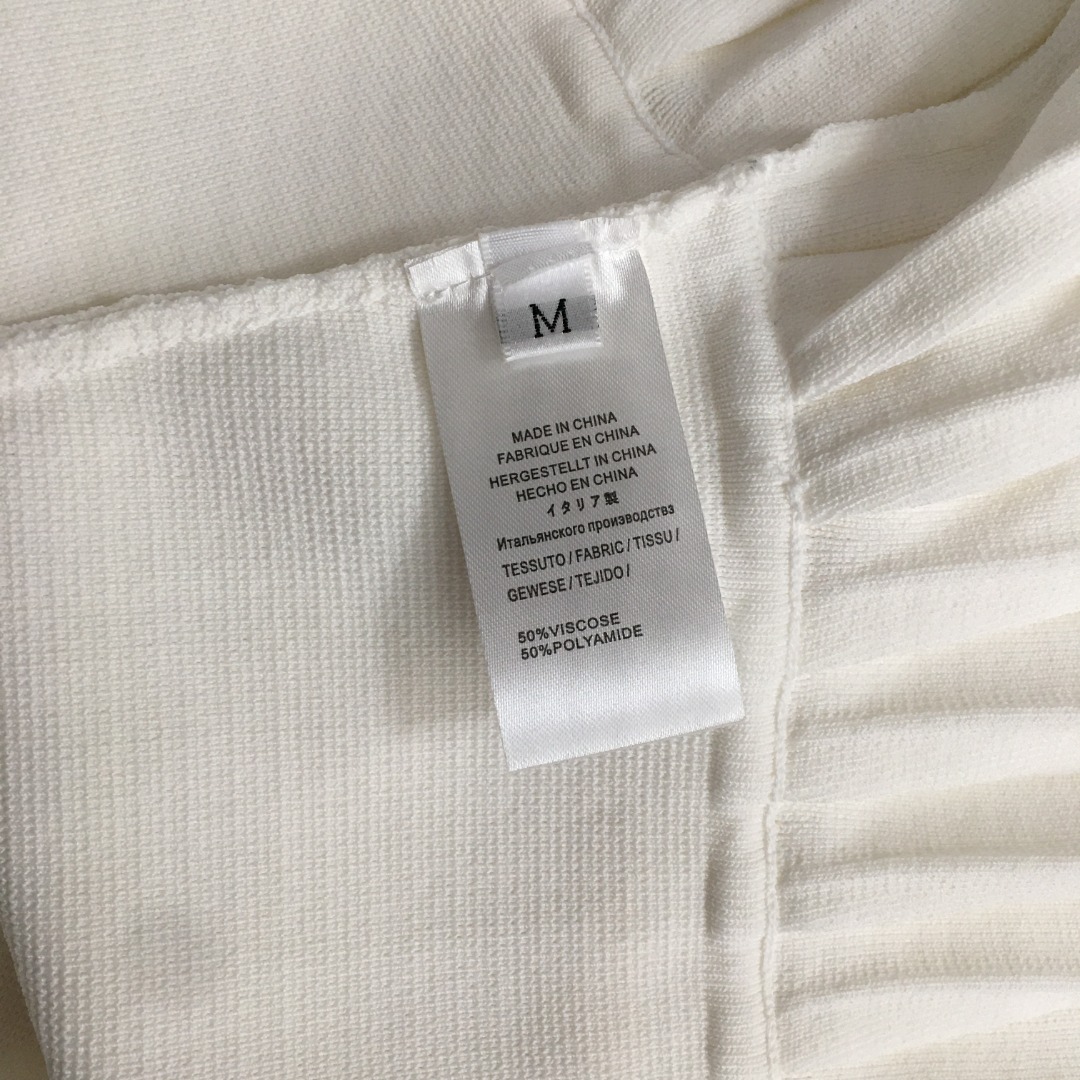 M
MADE IN CHINA
FABRIQUE EN CHINA
HERGESTELLT IN CHINA
HECHO EN CHINA
イタリア製
Итальянского производствз
TESSUTO / FABRIC / TISSU /
GEWESE / TEJIDO /
50%VISCOSE
50%POLYAMIDE